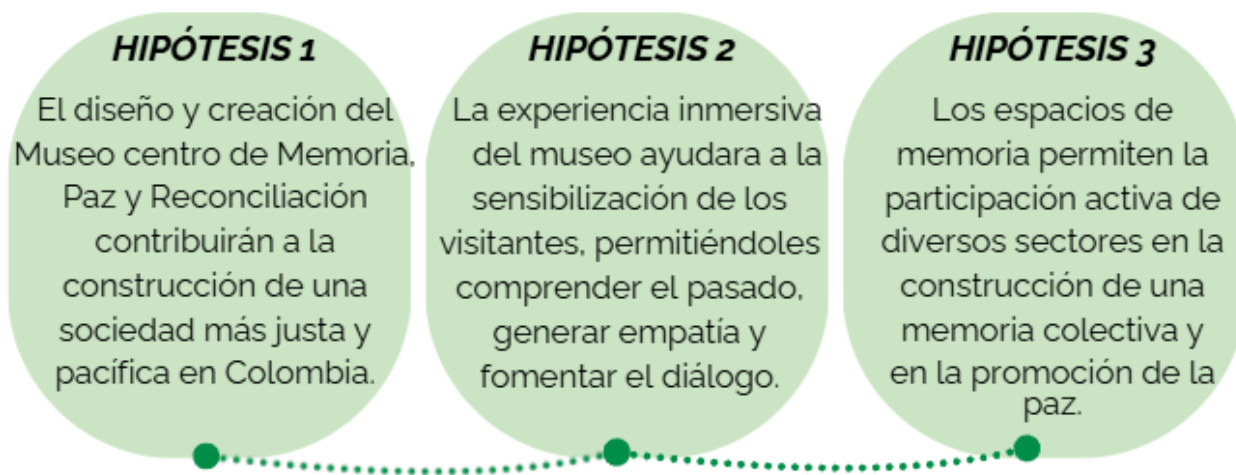 HIPÓTESIS 1
El diseño y creación del
Museo centro de Memoria,
Paz y Reconciliación
contribuirán a la
construcción de una
sociedad más justa y
pacífica en Colombia.
HIPÓTESIS 2
La experiencia inmersiva
del museo ayudara a la
sensibilización de los
visitantes, permitiéndoles
comprender el pasado,
generar empatía y
fomentar el diálogo.
HIPÓTESIS 3
Los espacios de
memoria permiten la
participación activa de
diversos sectores en la
construcción de una
memoria colectiva y
en la promoción de la
paz.